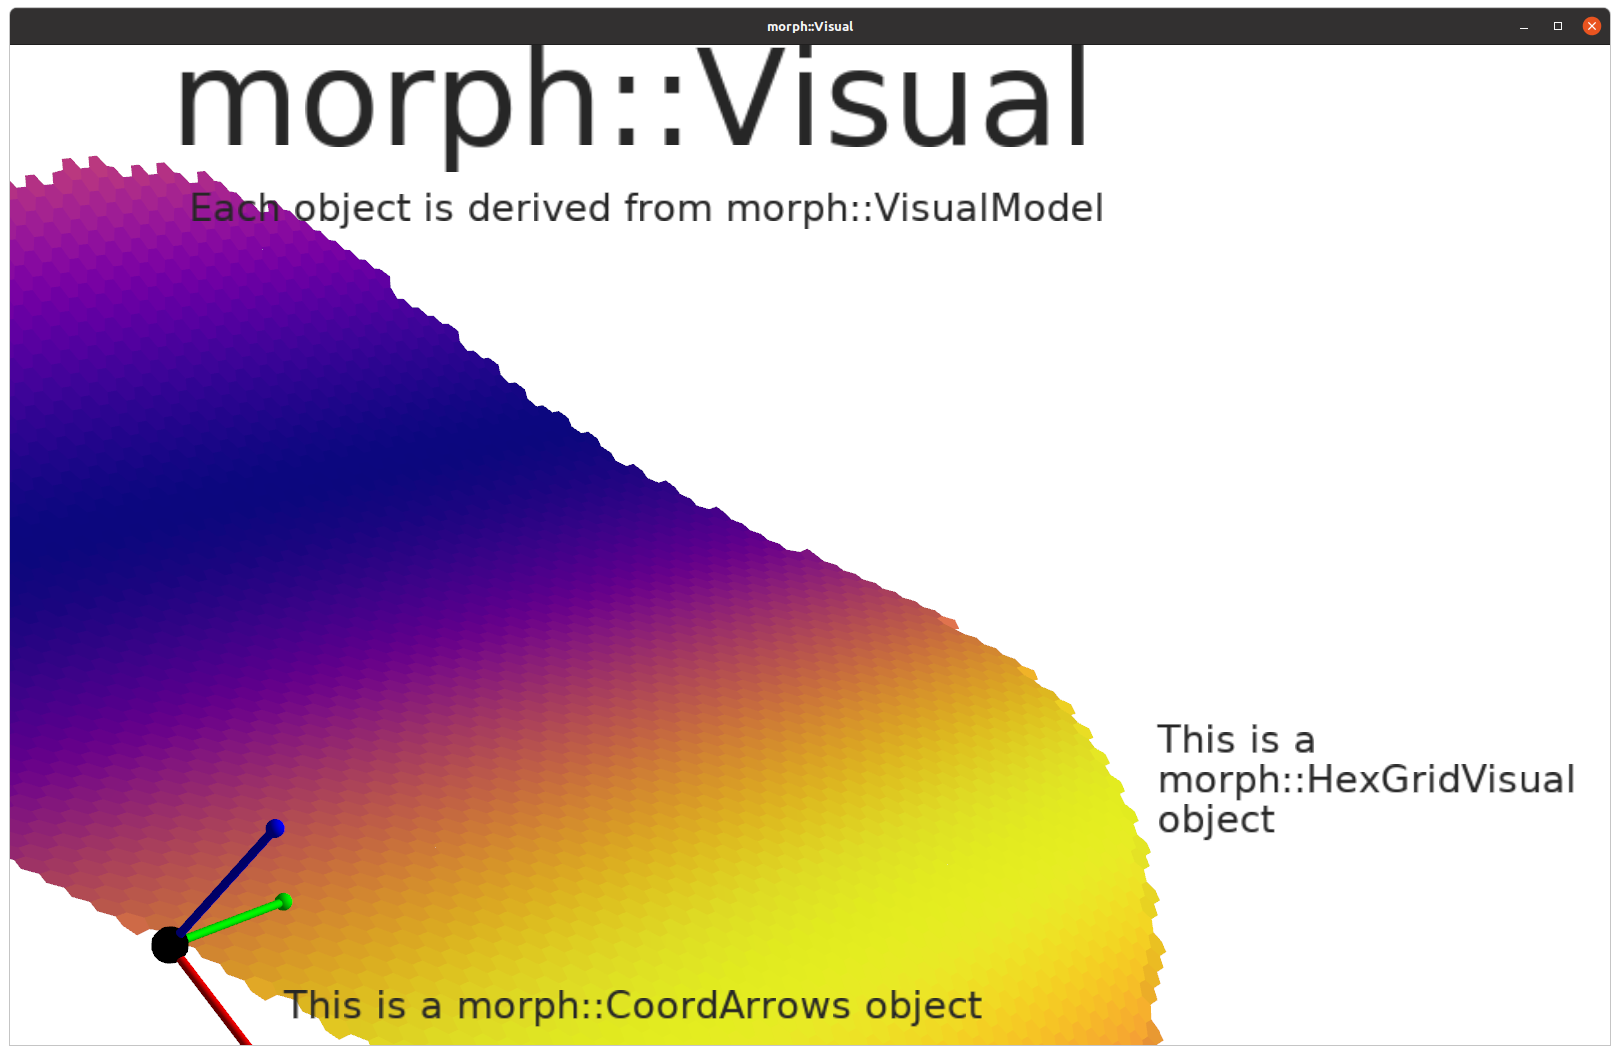 morph::Visual
morph::Visual
Each object is derived from morph::VisualModel
This is a
morph::HexGridVisual
object
This is a morph::CoordArrows object